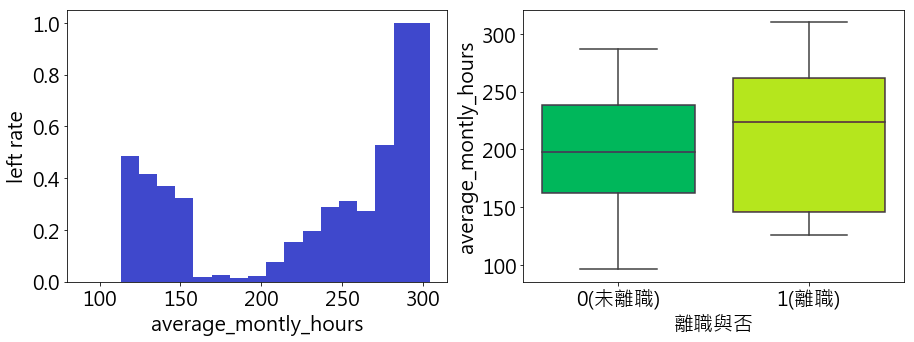 left rate
1.0
0.8
0.6
0.4
0.2
0.0
100 150 200 250 300
average_montly_hours
average_montly_hours
300
250
200
150
100
0(未離職) 1(離職)
離職與否